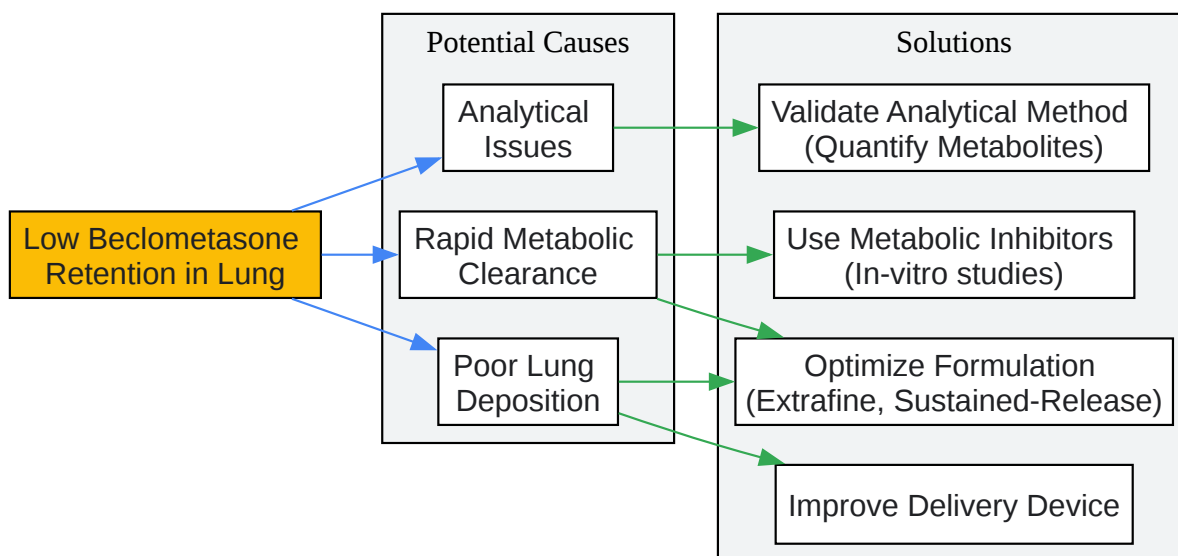 Potential Causes
Solutions
Analytical
Issues
Validate Analytical Method
(Quantify Metabolites)
Low Beclometasone
Retention in Lung
Rapid Metabolic
Clearance
Use Metabolic Inhibitors
(In-vitro studies)
Poor Lung
Deposition
Optimize Formulation
(Extrafine, Sustained-Release)
Improve Delivery Device